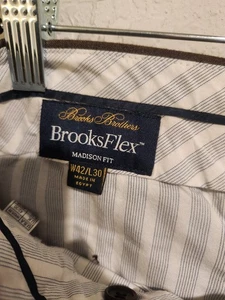 Brooks Brothers
BrooksFlex™
MADISON FIT
W42/L30
MADE IN
EGYPT